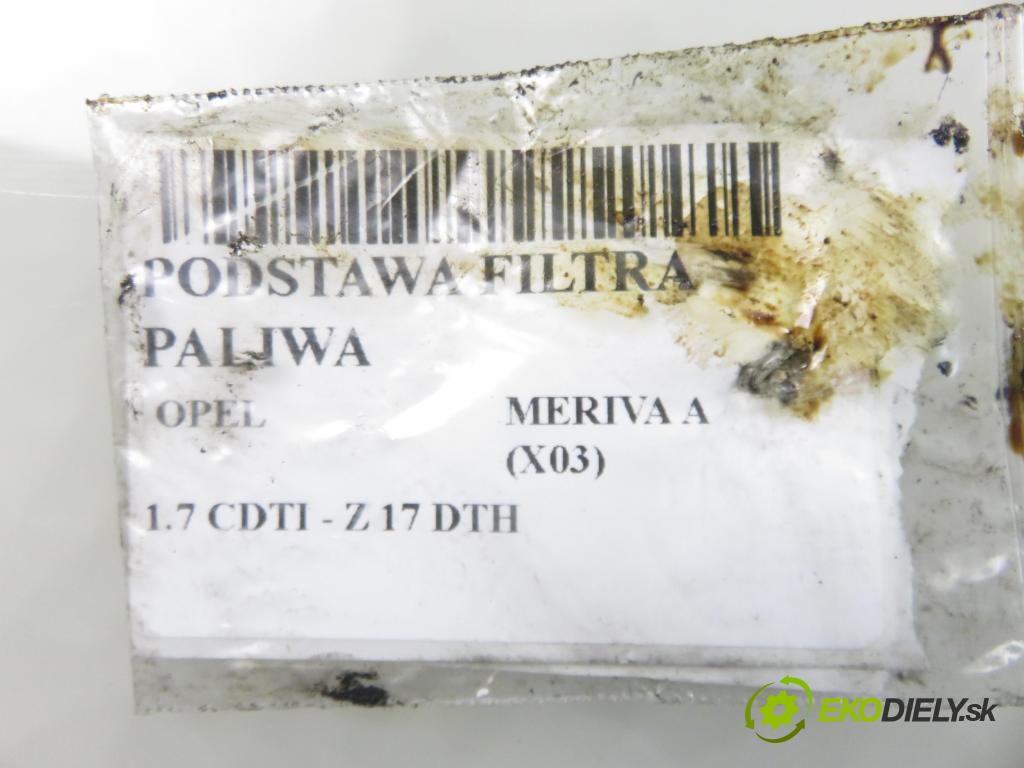 PODSTAWA FILTRA
PALIWA
OPEL MERIVA A
(X03)
1.7 CDTI - Z 17 DTH
EKODIELY.sk